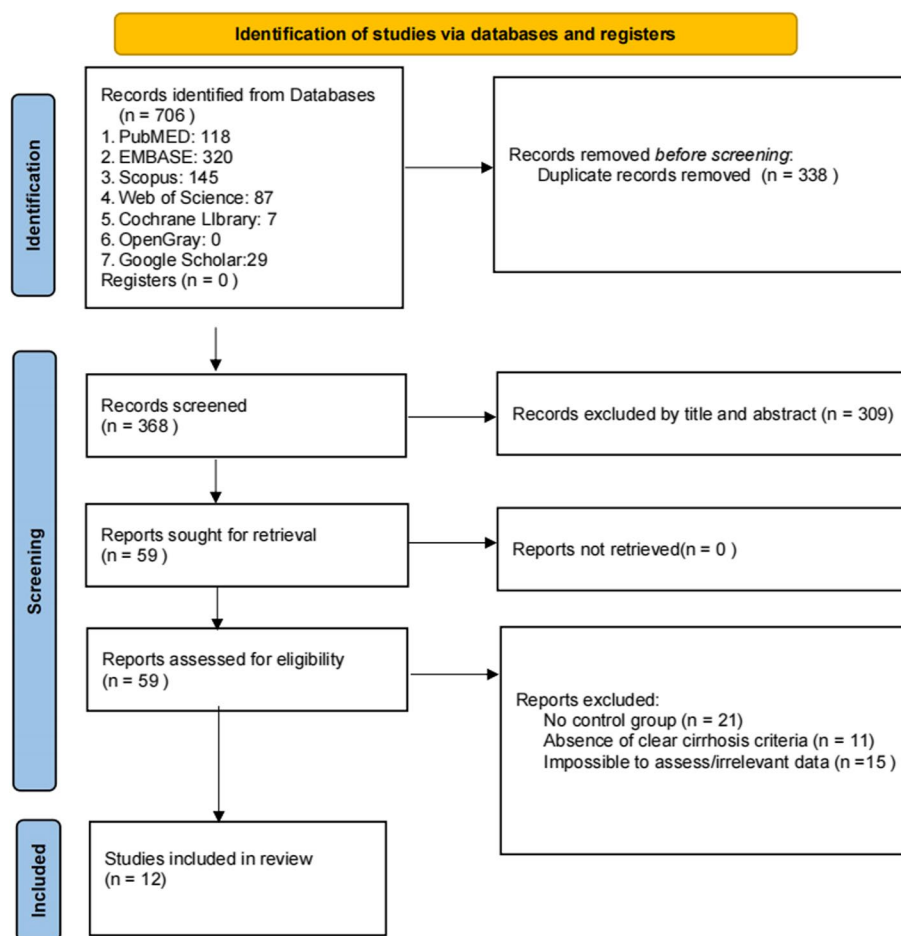 Identification of studies via databases and registers
Identification
Records identified from Databases
(n = 706 )
1. PubMED: 118
2. EMBASE: 320
3. Scopus: 145
4. Web of Science: 87
5. Cochrane LIbrary: 7
6. OpenGray: 0
7. Google Scholar:29
Registers (n = 0 )
Records removed before screening:
Duplicate records removed (n = 338 )
Screening
Records screened
(n = 368 )
Records excluded by title and abstract (n = 309)
Reports sought for retrieval
(n = 59 )
Reports not retrieved(n = 0 )
Reports assessed for eligibility
(n = 59 )
Reports excluded:
No control group (n = 21)
Absence of clear cirrhosis criteria (n = 11)
Impossible to assess/irrelevant data (n =15 )
Included
Studies included in review
(n = 12)